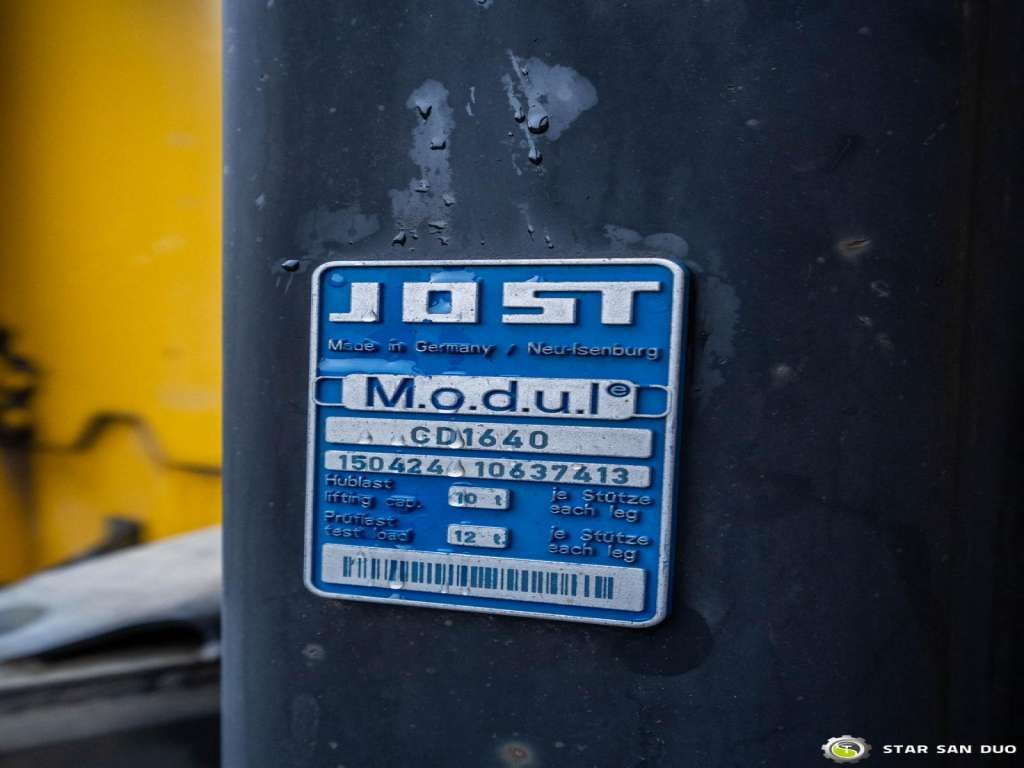 JOST
Made in Germany / Neu-Isenburg
M.o.d.u.l e
CD1640
150424 10637413
Hublast 10 t je Stütze
lifting cap. each leg
Prüflast 12 t je Stütze
test load each leg
STAR SAN DUO